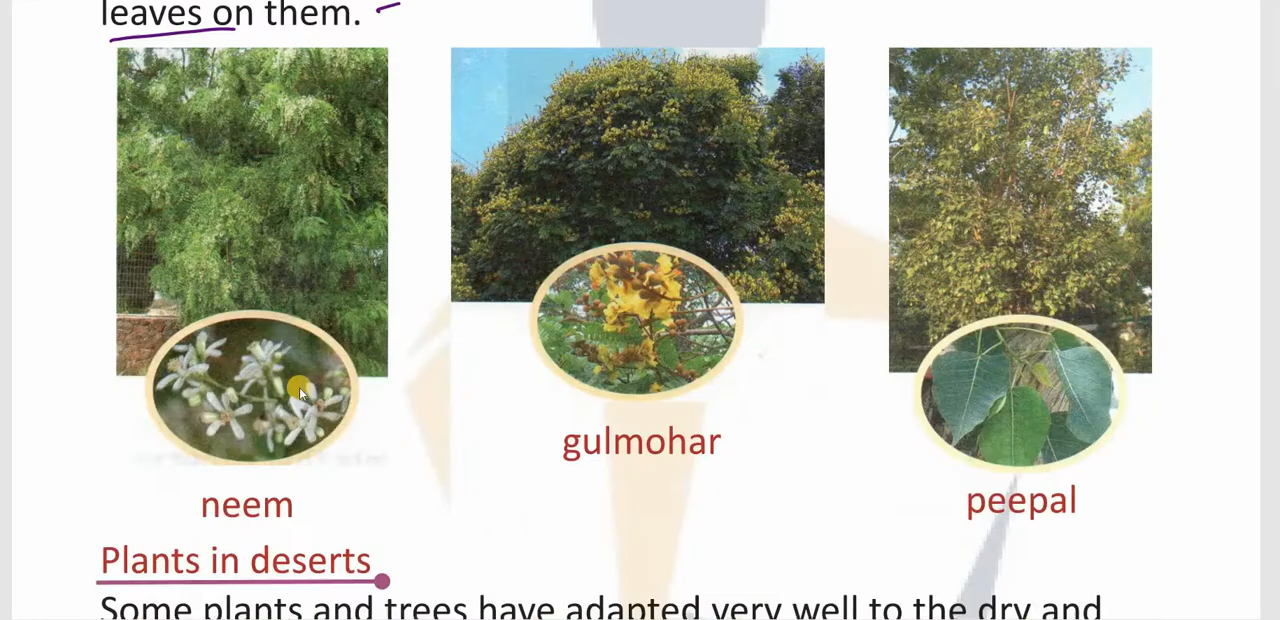 leaves on them.
gulmohar
neem
peepal
Plants in deserts
Some plants and trees have adapted very well to the dry and